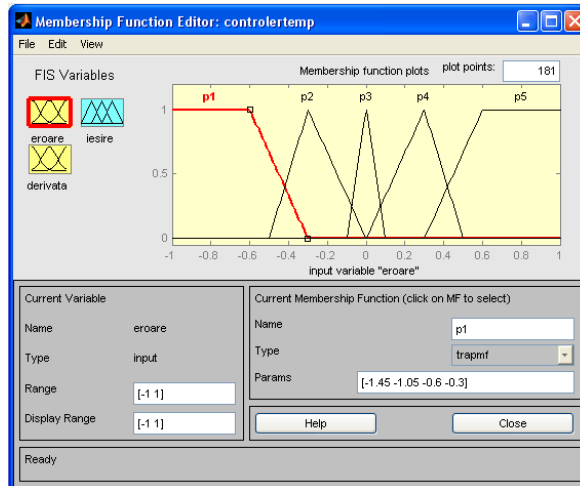 Membership Function Editor: controlertemp
File Edit View
FIS Variables
Membership function plots plot points: 181
p1 p2 p3 p4 p5
eroare iesire
derivata
1
0.5
0
-1 -0.8 -0.6 -0.4 -0.2 0 0.2 0.4 0.6 0.8 1
input variable "eroare"
Current Variable
Name eroare
Type input
Range [-1 1]
Display Range [-1 1]
Current Membership Function (click on MF to select)
Name p1
Type trapmf
Params [-1.45 -1.05 -0.6 -0.3]
Help Close
Ready